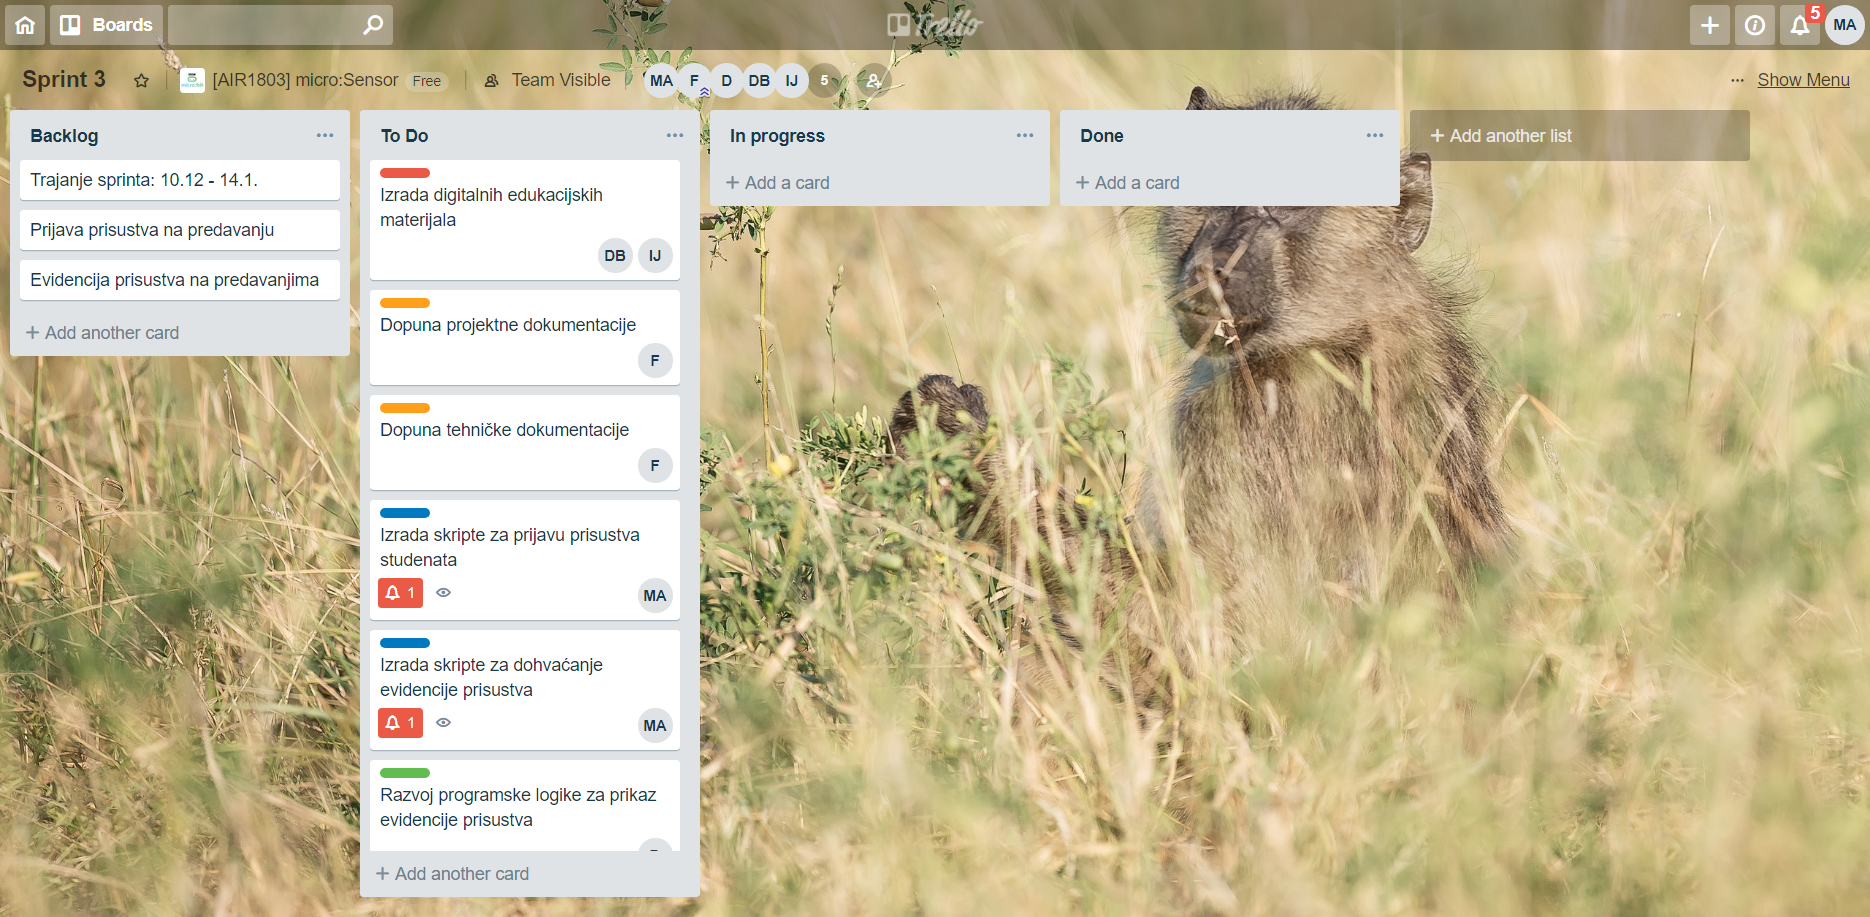 Boards
Trello
5
MA
Sprint 3
[AIR1803] micro:Sensor
Free
Team Visible
MA
F
D
DB
IJ
5
Show Menu
Backlog
Trajanje sprinta: 10.12 - 14.1.
Prijava prisustva na predavanju
Evidencija prisustva na predavanjima
+ Add another card
To Do
Izrada digitalnih edukacijskih
materijala
DB
IJ
Dopuna projektne dokumentacije
F
Dopuna tehničke dokumentacije
F
Izrada skripte za prijavu prisustva
studenata
1
MA
Izrada skripte za dohvaćanje
evidencije prisustva
1
MA
Razvoj programske logike za prikaz
evidencije prisustva
+ Add another card
In progress
+ Add a card
Done
+ Add a card
+ Add another list